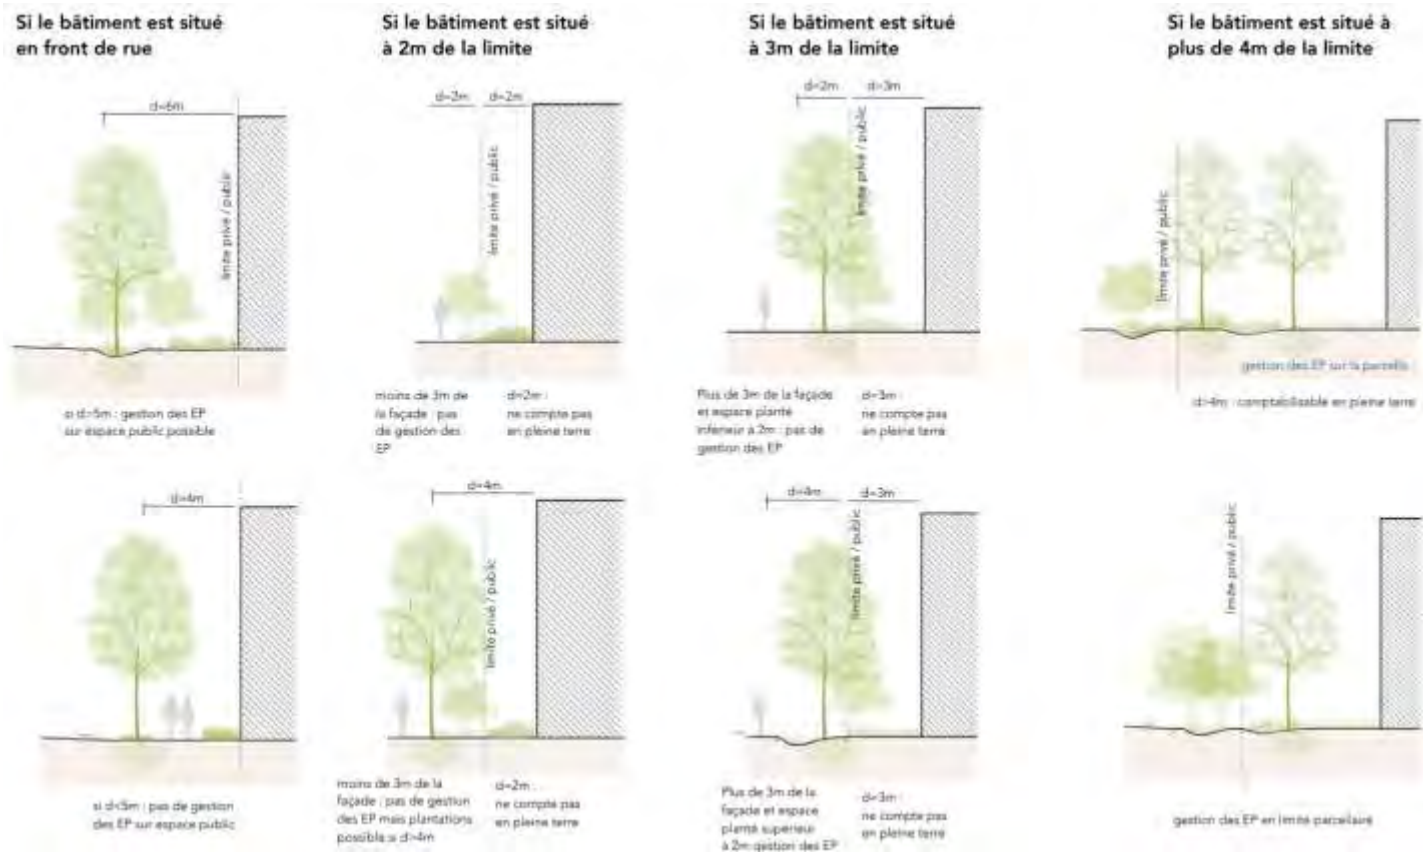 Si le bâtiment est situé
en front de rue
Si le bâtiment est situé
à 2m de la limite
Si le bâtiment est situé
à 3m de la limite
Si le bâtiment est situé à
plus de 4m de la limite
d=6m
limite privé / public
si d>5m : gestion des EP
sur espace public possible
d=2m
d=2m
limite privé / public
moins de 3m de
la façade : pas
de gestion des
EP
d=2m :
ne compte pas
en pleine terre
d=2m
d=3m
limite privé / public
Plus de 3m de la façade
et espace planté
inférieur à 2m : pas de
gestion des EP
d=3m :
ne compte pas
en pleine terre
limite privé / public
gestion des EP sur la parcelle
d>4m : comptabilisable en pleine terre
d=4m
si d<5m : pas de gestion
des EP sur espace public
d=4m
limite privé / public
moins de 3m de la
façade : pas de gestion
des EP mais plantations
possible si d>4m
d=2m :
ne compte pas
en pleine terre
d=4m
d=3m
limite privé / public
Plus de 3m de la
façade et espace
planté supérieur
à 2m gestion des EP
d=3m :
ne compte pas
en pleine terre
limite privé / public
gestion des EP en limite parcellaire